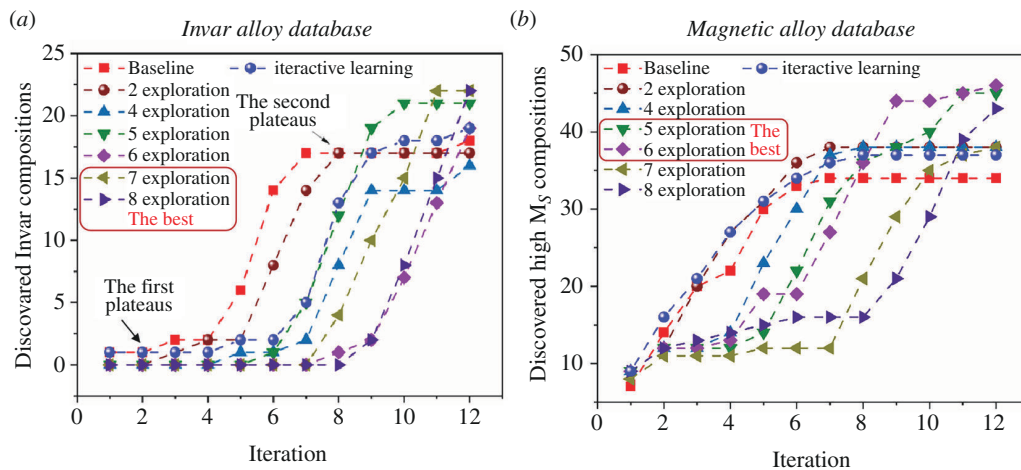 (a)
Invar alloy database
25
20
15
10
5
0
0
2
4
6
8
10
12
Discovared Invar compositions
Iteration
Baseline
iteractive learning
2 exploration
4 exploration
5 exploration
6 exploration
7 exploration
8 exploration
The best
The second
plateaus
The first
plateaus
(b)
Magnetic alloy database
50
40
30
20
10
0
2
4
6
8
10
12
Discovered high MS compositions
Iteration
Baseline
iteractive learning
2 exploration
4 exploration
5 exploration The
6 exploration best
7 exploration
8 exploration